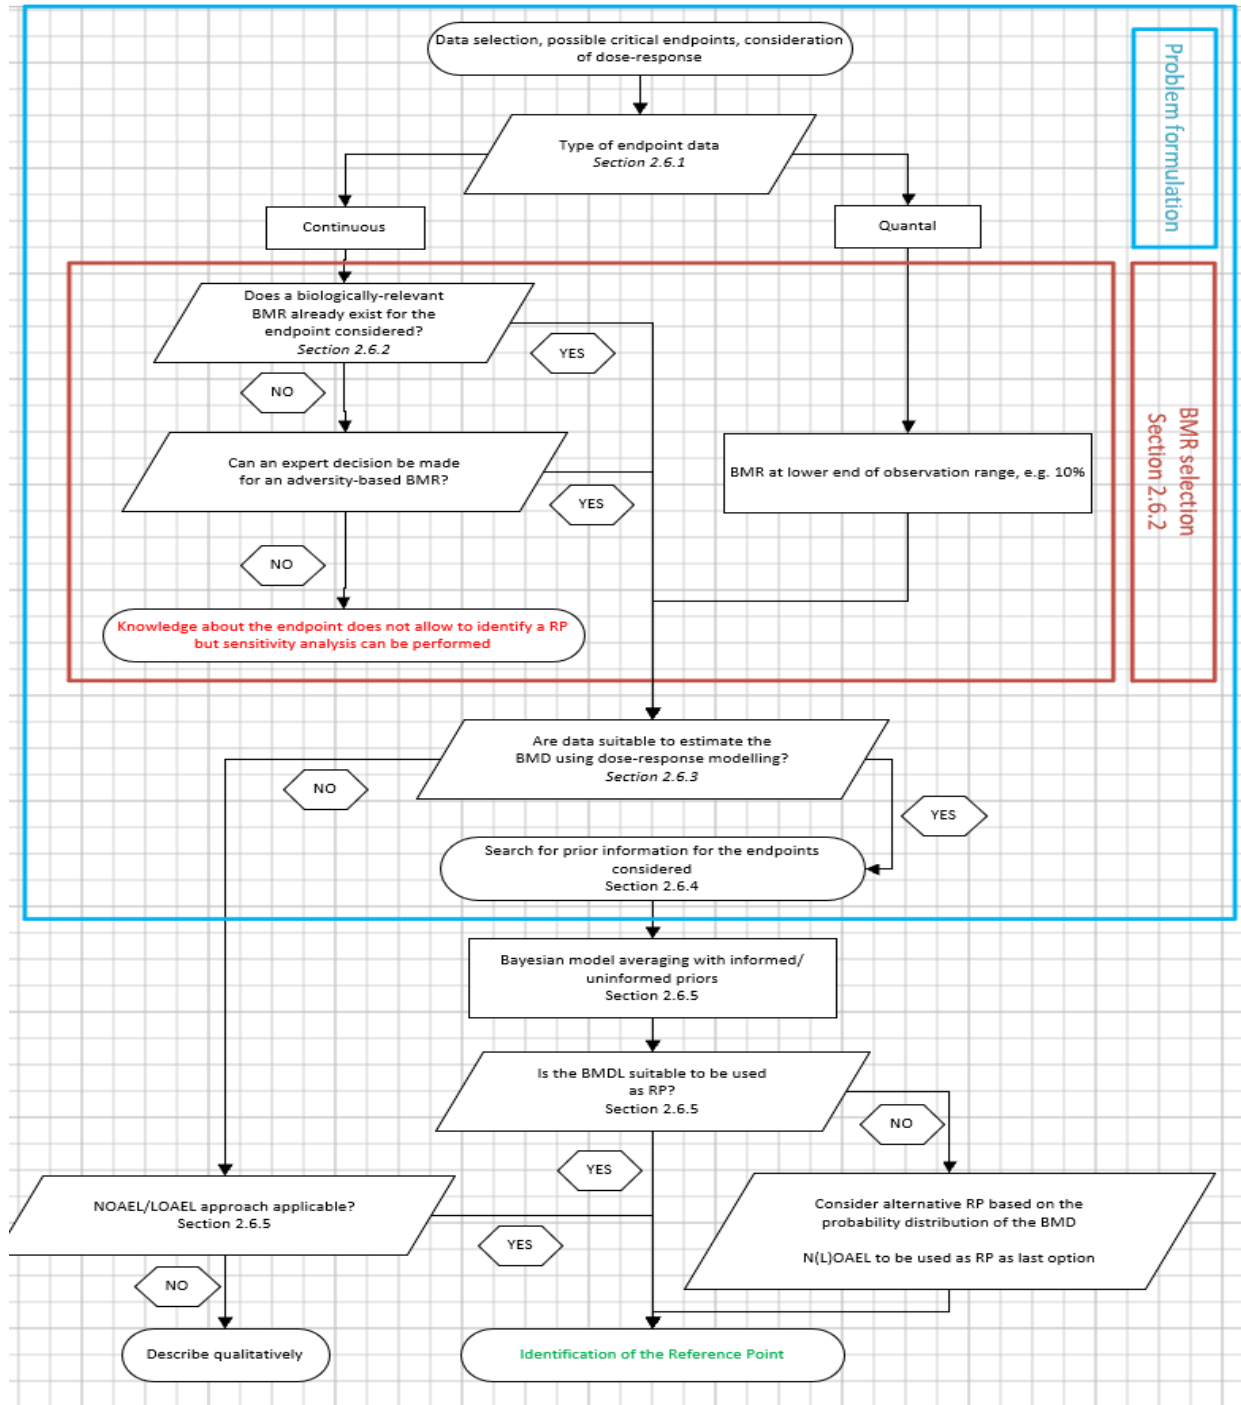 Data selection, possible critical endpoints, consideration
of dose-response
Problem formulation
Type of endpoint data
Section 2.6.1
Continuous
Quantal
Does a biologically-relevant
BMR already exist for the
endpoint considered?
Section 2.6.2
YES
NO
BMR selection
Section 2.6.2
Can an expert decision be made
for an adversity-based BMR?
BMR at lower end of observation range, e.g. 10%
YES
NO
Knowledge about the endpoint does not allow to identify a RP
but sensitivity analysis can be performed
Are data suitable to estimate the
BMD using dose-response modelling?
Section 2.6.3
NO
YES
Search for prior information for the endpoints
considered
Section 2.6.4
Bayesian model averaging with informed/
uninformed priors
Section 2.6.5
Is the BMDL suitable to be used
as RP?
Section 2.6.5
NO
YES
NOAEL/LOAEL approach applicable?
Section 2.6.5
Consider alternative RP based on the
probability distribution of the BMD
N(L)OAEL to be used as RP as last option
YES
NO
Describe qualitatively
Identification of the Reference Point